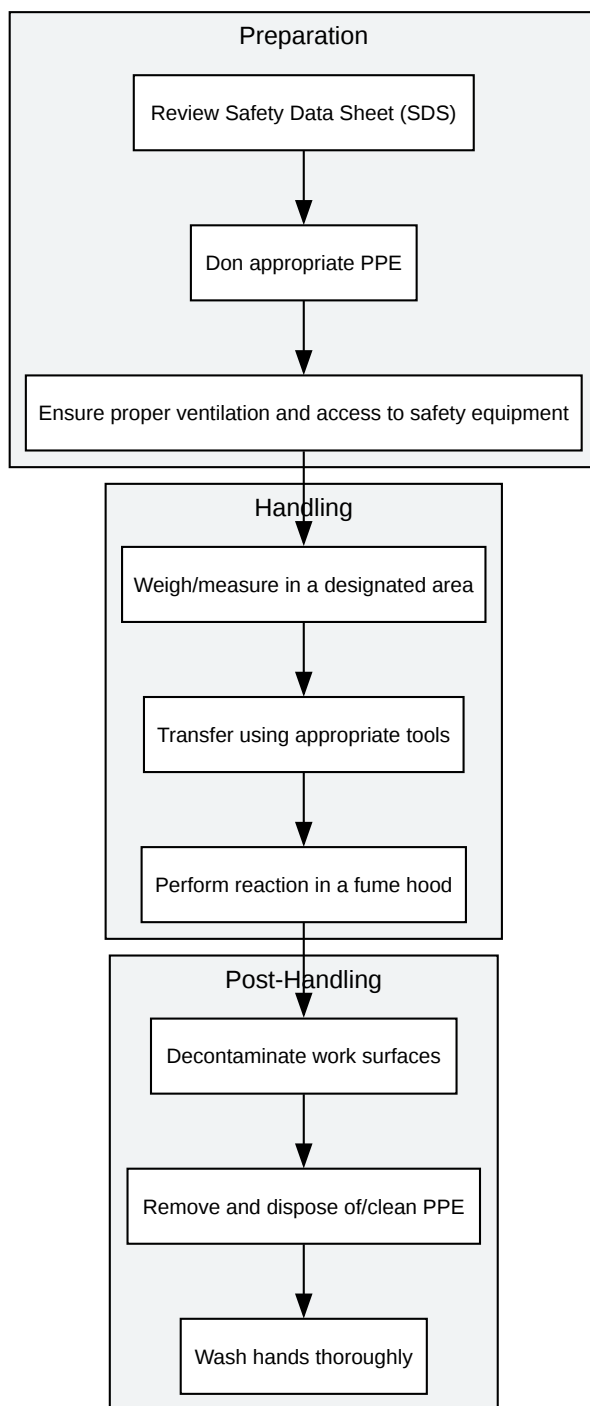 Preparation
Review Safety Data Sheet (SDS)
Don appropriate PPE
Ensure proper ventilation and access to safety equipment
Handling
Weigh/measure in a designated area
Transfer using appropriate tools
Perform reaction in a fume hood
Post-Handling
Decontaminate work surfaces
Remove and dispose of/clean PPE
Wash hands thoroughly